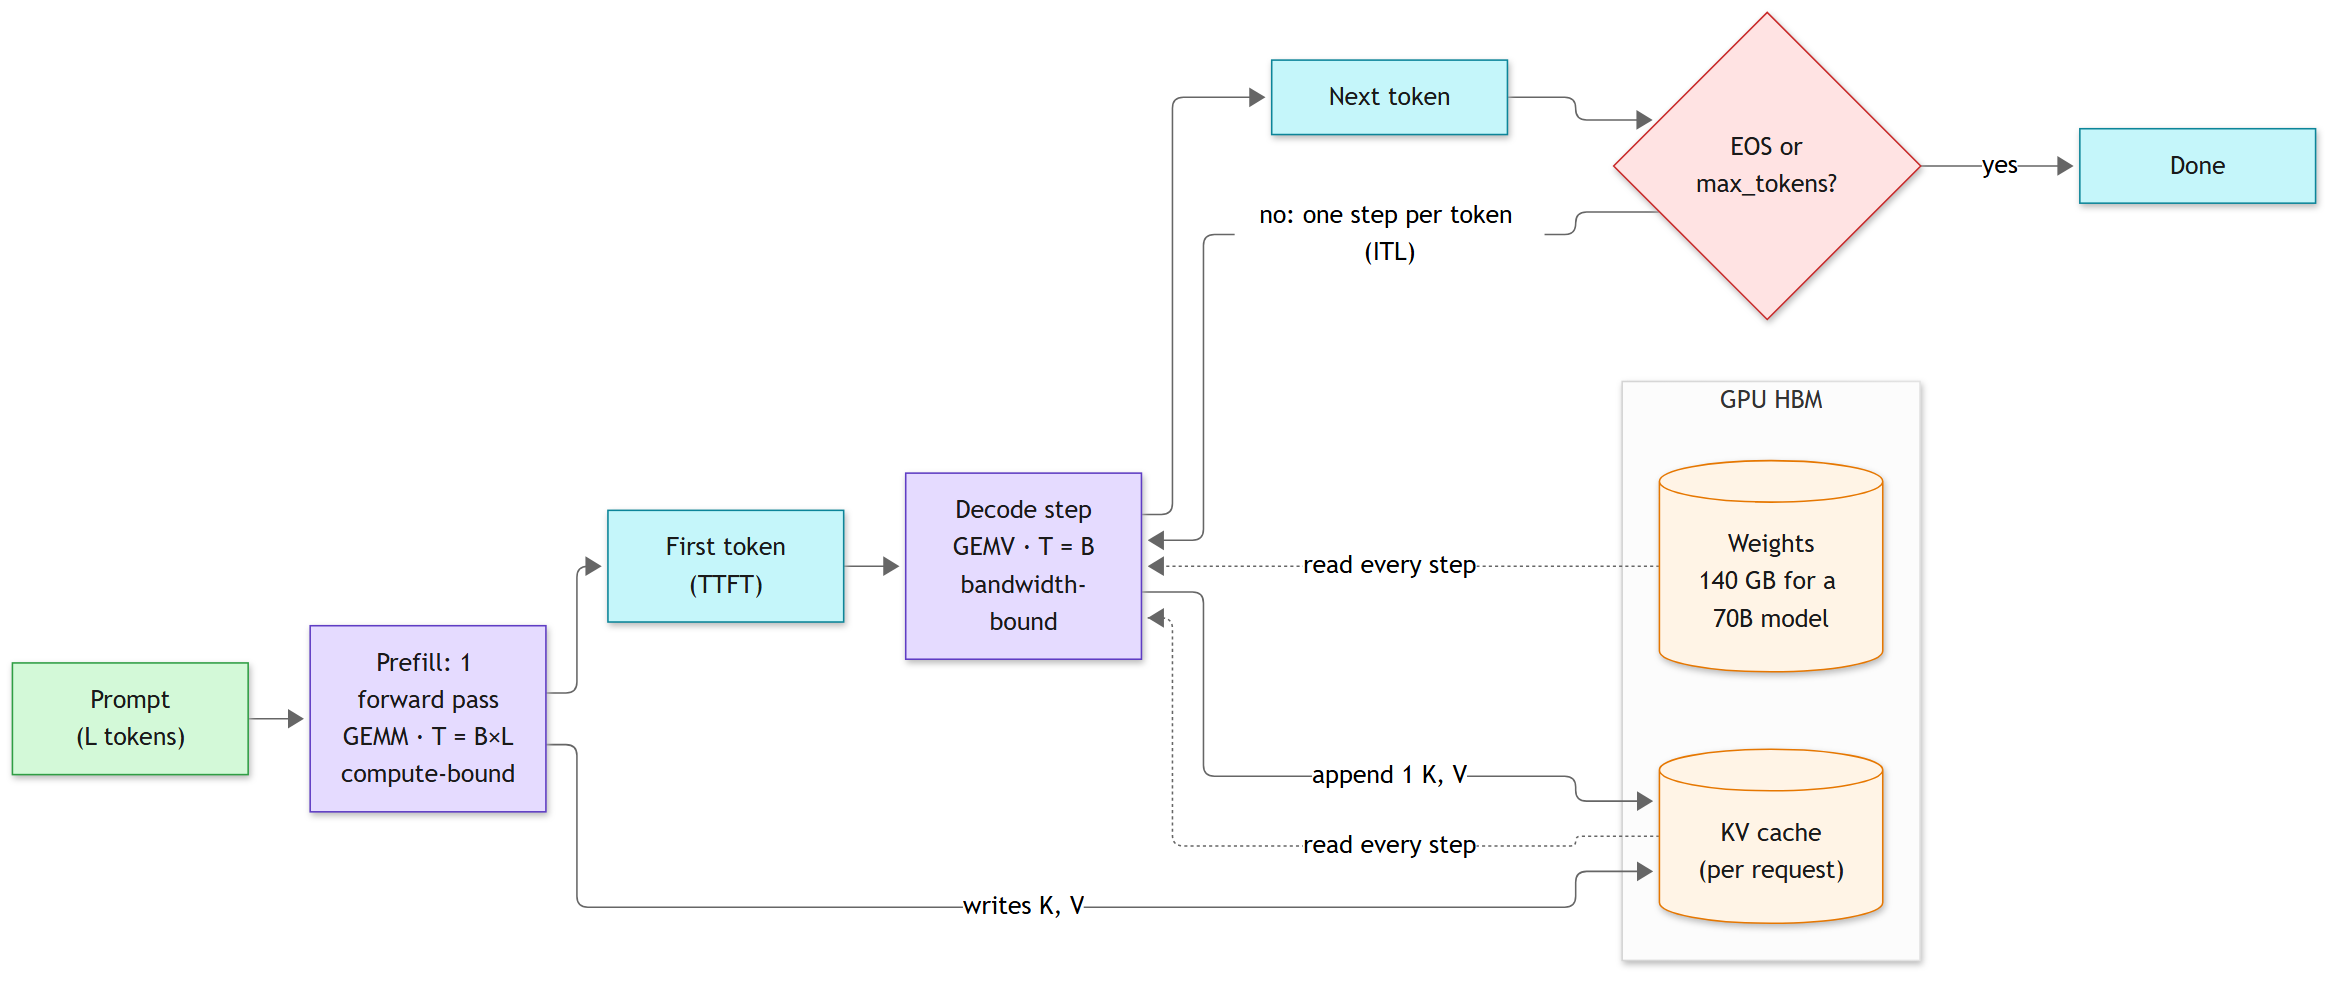 Prompt
(L tokens)
Prefill: 1
forward pass
GEMM · T = B×L
compute-bound
First token
(TTFT)
Decode step
GEMV · T = B
bandwidth-
bound
Next token
EOS or
max_tokens?
yes
Done
no: one step per token
(ITL)
GPU HBM
Weights
140 GB for a
70B model
read every step
append 1 K, V
KV cache
(per request)
read every step
writes K, V